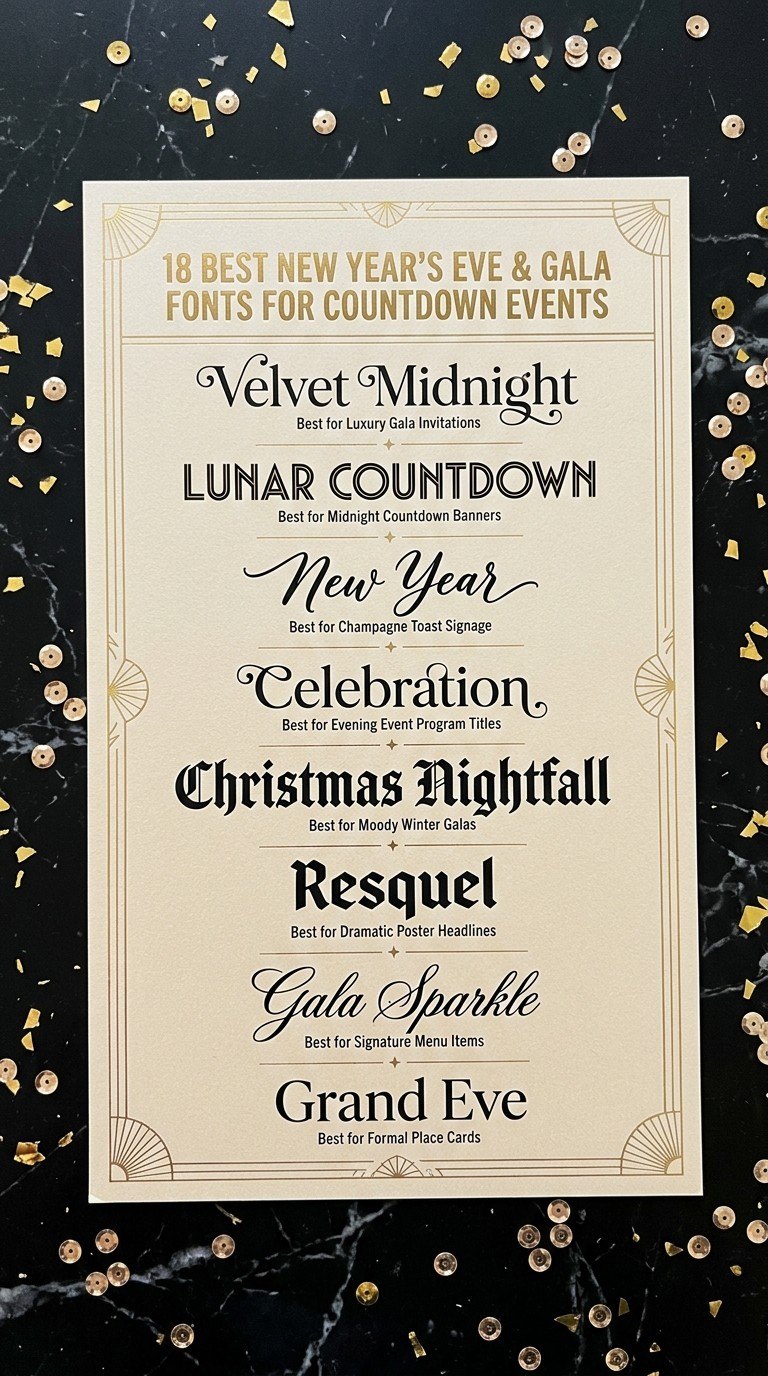 18 BEST NEW YEAR'S EVE & GALA
FONTS FOR COUNTDOWN EVENTS
Velvet Midnight
Best for Luxury Gala Invitations
LUNAR COUNTDOWN
Best for Midnight Countdown Banners
New Year
Best for Champagne Toast Signage
Celebration
Best for Evening Event Program Titles
Christmas Nightfall
Best for Moody Winter Galas
Resquel
Best for Dramatic Poster Headlines
Gala Sparkle
Best for Signature Menu Items
Grand Eve
Best for Formal Place Cards